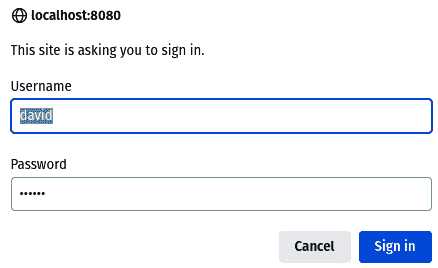 localhost:8080
This site is asking you to sign in.
Username
david
Password
••••••
Cancel Sign in